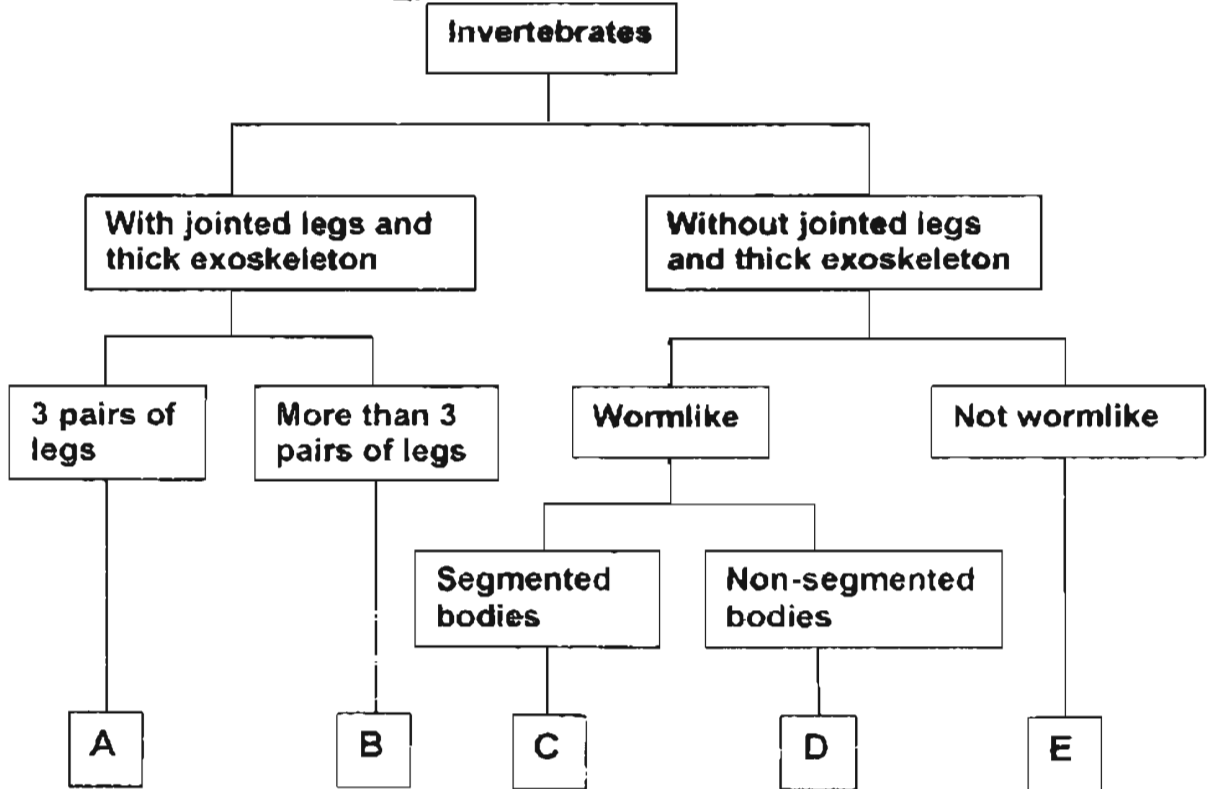 Invertebrates
With jointed legs and
thick exoskeleton
Without jointed legs
and thick exoskeleton
3 pairs of
legs
More than 3
pairs of legs
Wormlike
Not wormlike
Segmented
bodies
Non-segmented
bodies
A
B
C
D
E